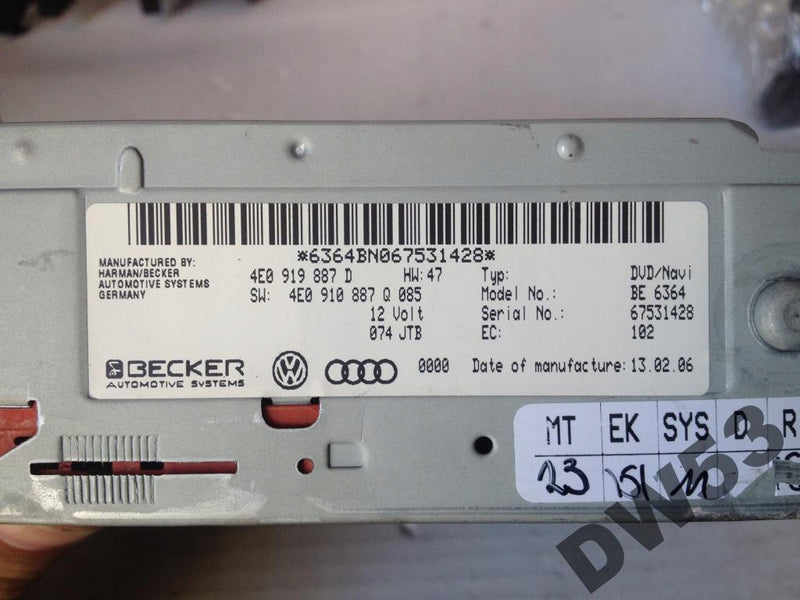 *6364BN067531428*
MANUFACTURED BY:
HARMAN/BECKER
AUTOMOTIVE SYSTEMS
GERMANY
4E0 919 887 D HW:47
SW: 4E0 910 887 Q 085
12 Volt
074 JTB
Typ: DVD/Navi
Model No.: BE 6364
Serial No.: 67531428
EC: 102
BECKER
AUTOMOTIVE SYSTEMS
0000 Date of manufacture: 13.02.06
MT EK SYS D R
23 151 11
DW53